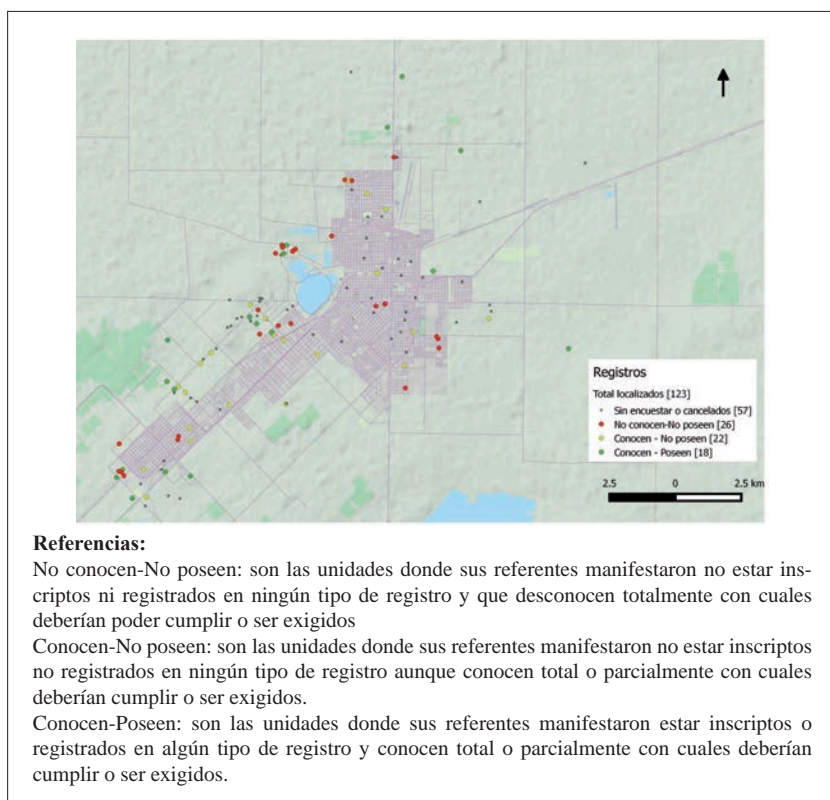 Registros
Total localizados [123]
Sin encuestar o cancelados [57]
No conocen-No poseen [26]
Conocen - No poseen [22]
Conocen - Poseen [18]
2.5 0 2.5 km
Referencias:
No conocen-No poseen: son las unidades donde sus referentes manifestaron no estar ins-
criptos ni registrados en ningún tipo de registro y que desconocen totalmente con cuales
deberían poder cumplir o ser exigidos
Conocen-No poseen: son las unidades donde sus referentes manifestaron no estar inscriptos
no registrados en ningún tipo de registro aunque conocen total o parcialmente con cuales
deberían cumplir o ser exigidos.
Conocen-Poseen: son las unidades donde sus referentes manifestaron estar inscriptos o
registrados en algún tipo de registro y conocen total o parcialmente con cuales deberían
cumplir o ser exigidos.